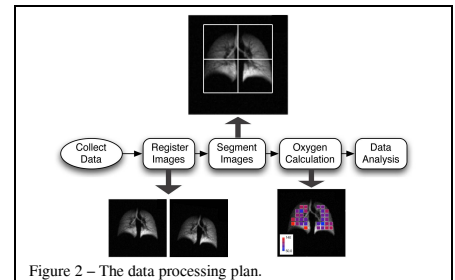 Collect
Data
Register
Images
Segment
Images
Oxygen
Calculation
Data
Analysis
Figure 2 – The data processing plan.